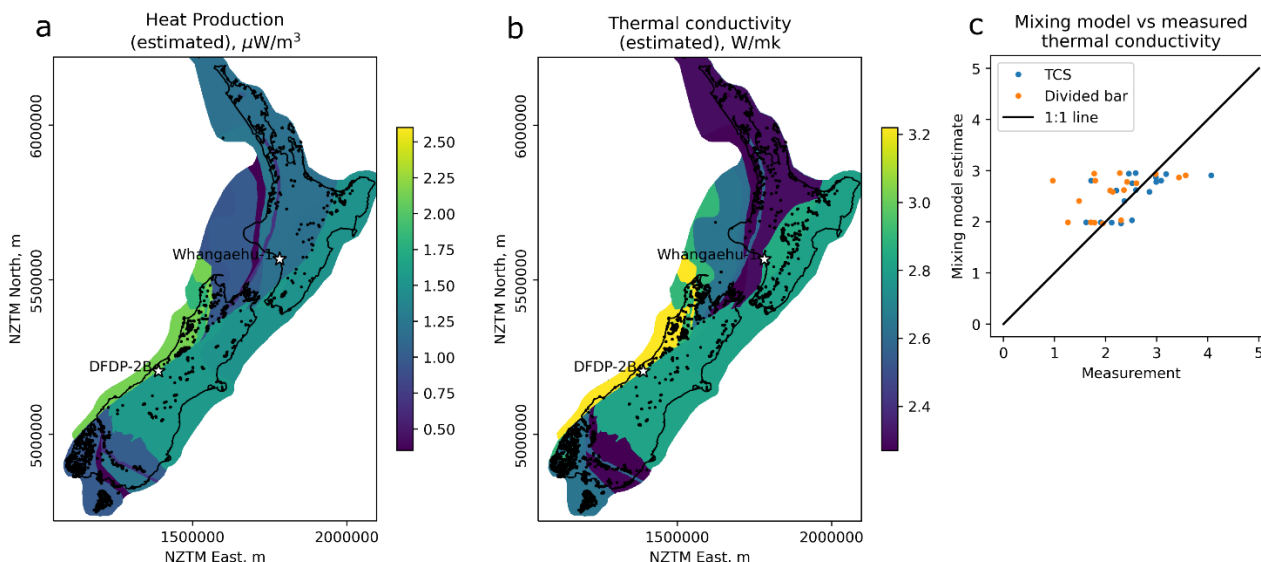 a
Heat Production
(estimated), μW/m³
6000000
5500000
5000000
NZTM North, m
Whangaehu-1
DFDP-2B
1500000 2000000
NZTM East, m
2.50
2.25
2.00
1.75
1.50
1.25
1.00
0.75
0.50
b
Thermal conductivity
(estimated), W/mk
6000000
5500000
5000000
NZTM North, m
Whangaehu-1
DFDP-2B
1500000 2000000
NZTM East, m
3.2
3.0
2.8
2.6
2.4
c
Mixing model vs measured
thermal conductivity
TCS
Divided bar
1:1 line
5
4
3
2
1
0
Mixing model estimate
0 1 2 3 4 5
Measurement